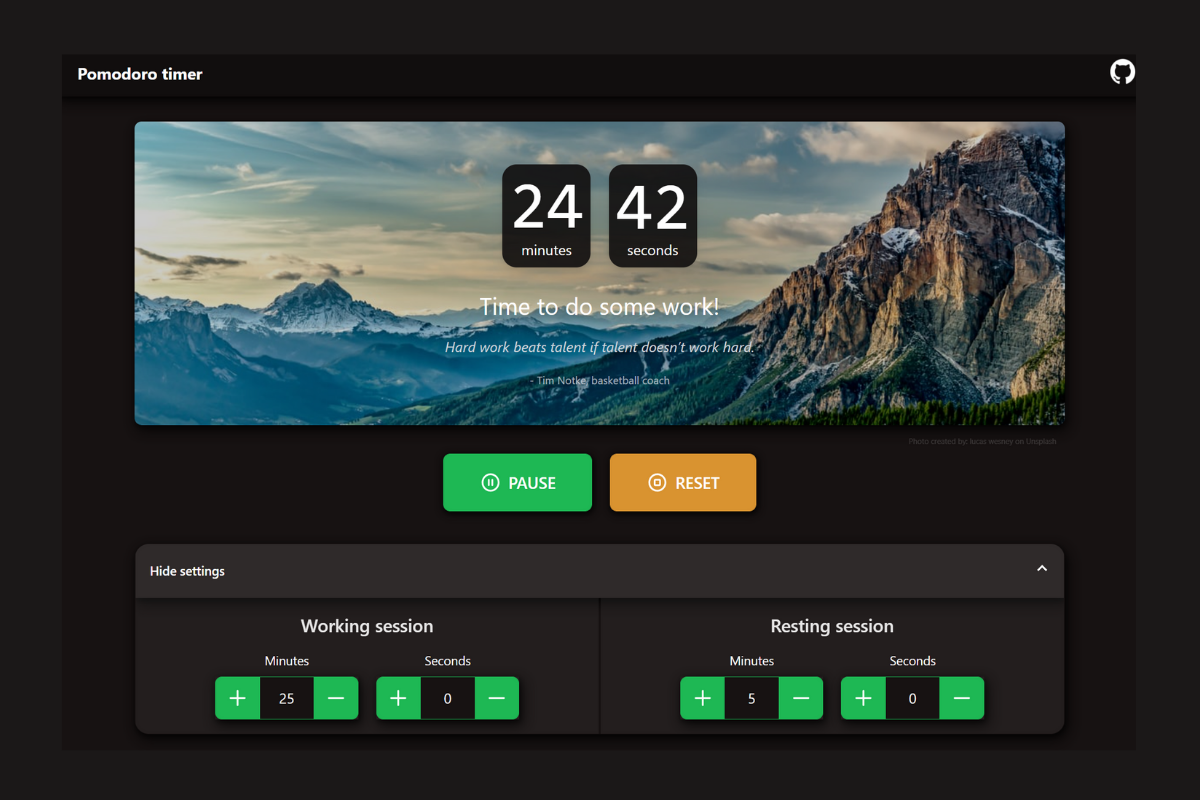 Pomodoro timer
24 42
minutes seconds
Time to do some work!
Hard work beats talent if talent doesn't work hard.
- Tim Notke, basketball coach
Photo created by: lucas wesney on Unsplash
PAUSE RESET
Hide settings
Working session
Minutes Seconds
+ 25 − + 0 −
Resting session
Minutes Seconds
+ 5 − + 0 −